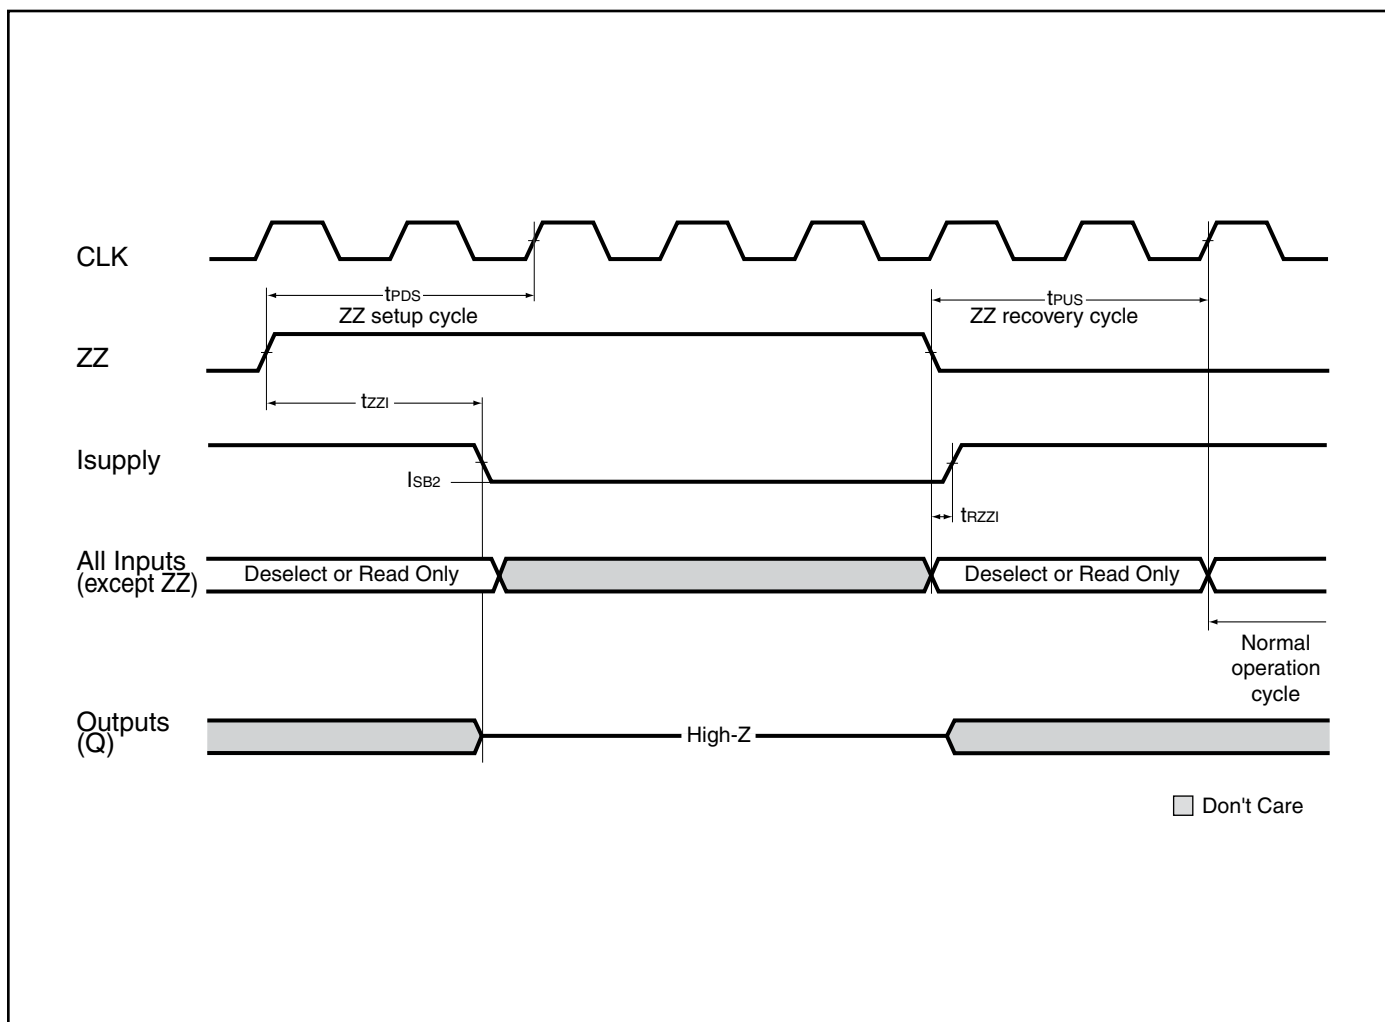 CLK
tPDS
ZZ setup cycle
tPUS
ZZ recovery cycle
ZZ
tZZI
Isupply
ISB2
tRZZI
All Inputs
(except ZZ)
Deselect or Read Only
Deselect or Read Only
Normal
operation
cycle
Outputs
(Q)
High-Z
Don't Care